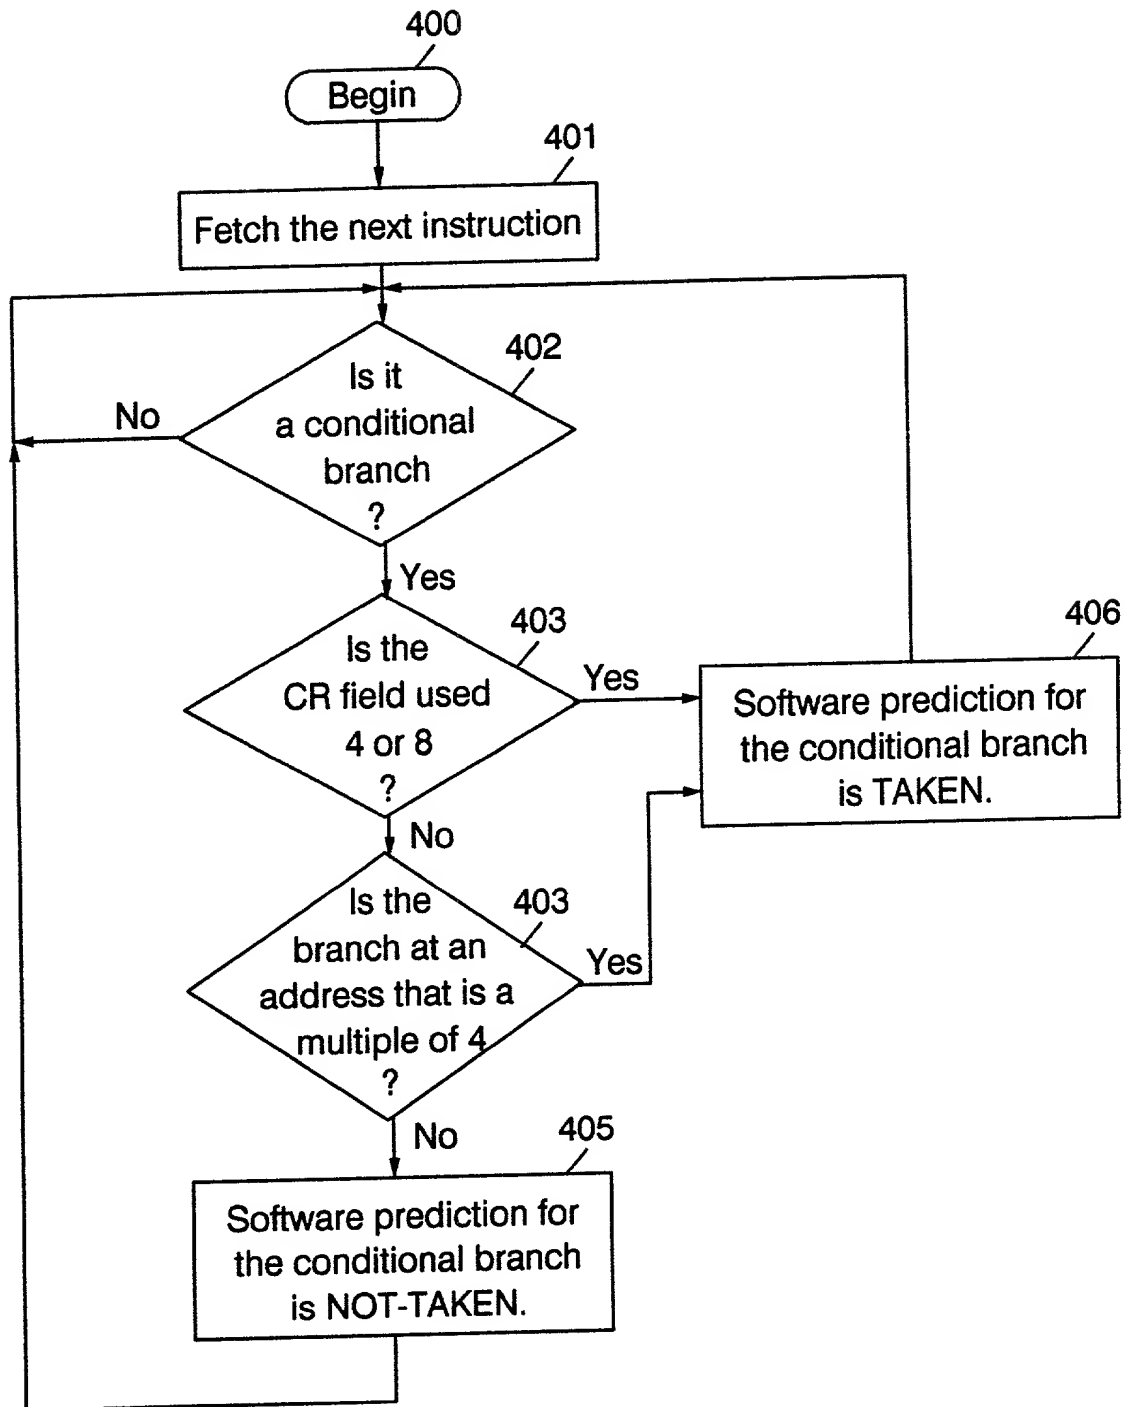 400
Begin
401
Fetch the next instruction
402
Is it
a conditional
branch
?
No
Yes
403
Is the
CR field used
4 or 8
?
Yes
406
Software prediction for
the conditional branch
is TAKEN.
No
403
Is the
branch at an
address that is a
multiple of 4
?
Yes
No
405
Software prediction for
the conditional branch
is NOT-TAKEN.